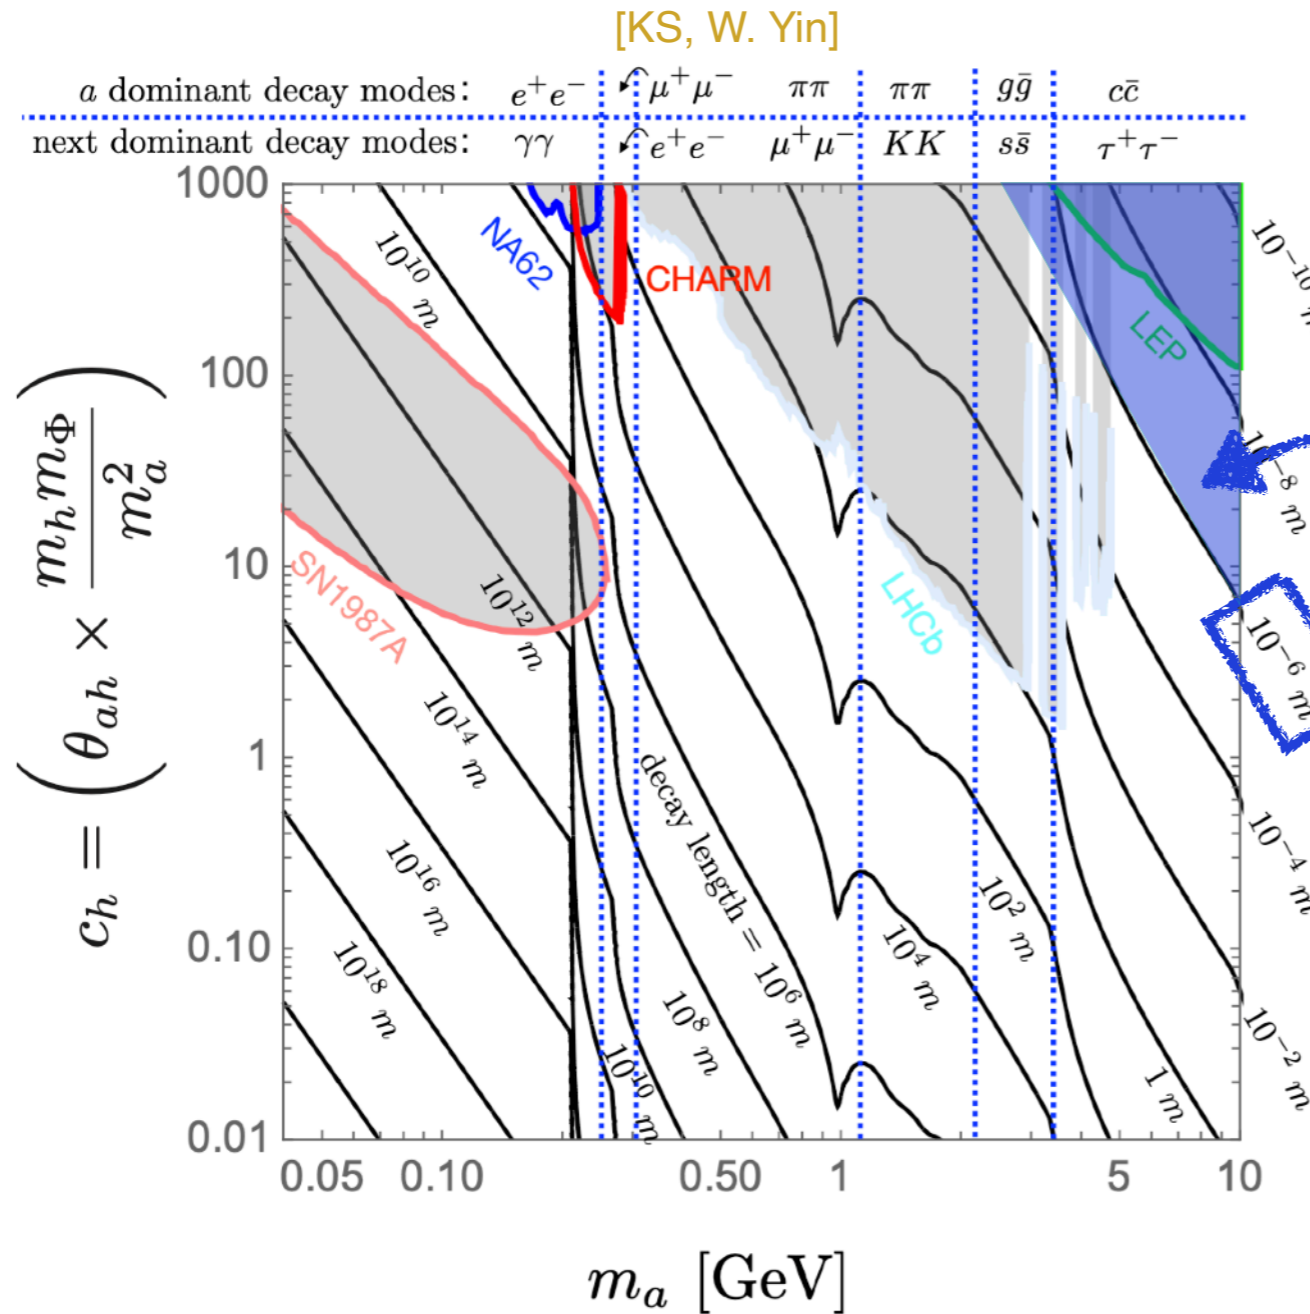 [KS, W. Yin]
a dominant decay modes: e⁺e⁻ μ⁺μ⁻ ππ ππ gḡ cc̄
next dominant decay modes: γγ e⁺e⁻ μ⁺μ⁻ KK ss̄ τ⁺τ⁻
1000
100
10
1
0.10
0.01
c_h = (θ_ah × m_h m_Φ / m_a²)
NA62
CHARM
LEP
SN1987A
LHCb
10¹⁰ m
10¹² m
10¹⁴ m
10¹⁶ m
10¹⁸ m
10¹⁰ m
10⁸ m
decay length = 10⁶ m
10⁴ m
10² m
1 m
10⁻¹⁰ m
10⁻⁸ m
10⁻⁶ m
10⁻⁴ m
10⁻² m
0.05 0.10 0.50 1 5 10
m_a [GeV]